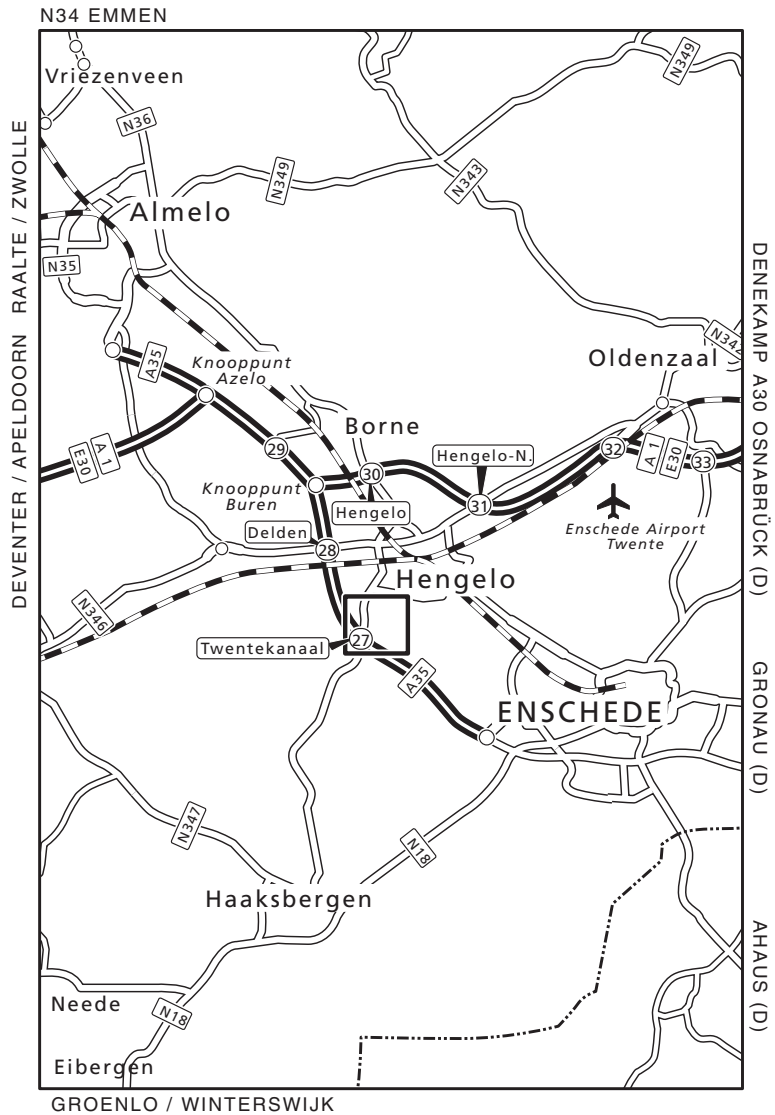 N34 EMMEN
Vriezenveen
N36
N349
N349
N343
Almelo
N35
N342
A35
Knooppunt
Azelo
Oldenzaal
Borne
29
E30
A 1
Knooppunt
Buren
30
Hengelo
Hengelo-N.
31
32
A 1
E30
33
Enschede Airport
Twente
Delden
28
Hengelo
N346
Twentekanaal
27
A35
ENSCHEDE
N347
N18
Haaksbergen
Neede
N18
Eibergen
DEVENTER / APELDOORN RAALTE / ZWOLLE
DENEKAMP A30 OSNABRÜCK (D)
GRONAU (D)
AHAUS (D)
GROENLO / WINTERSWIJK